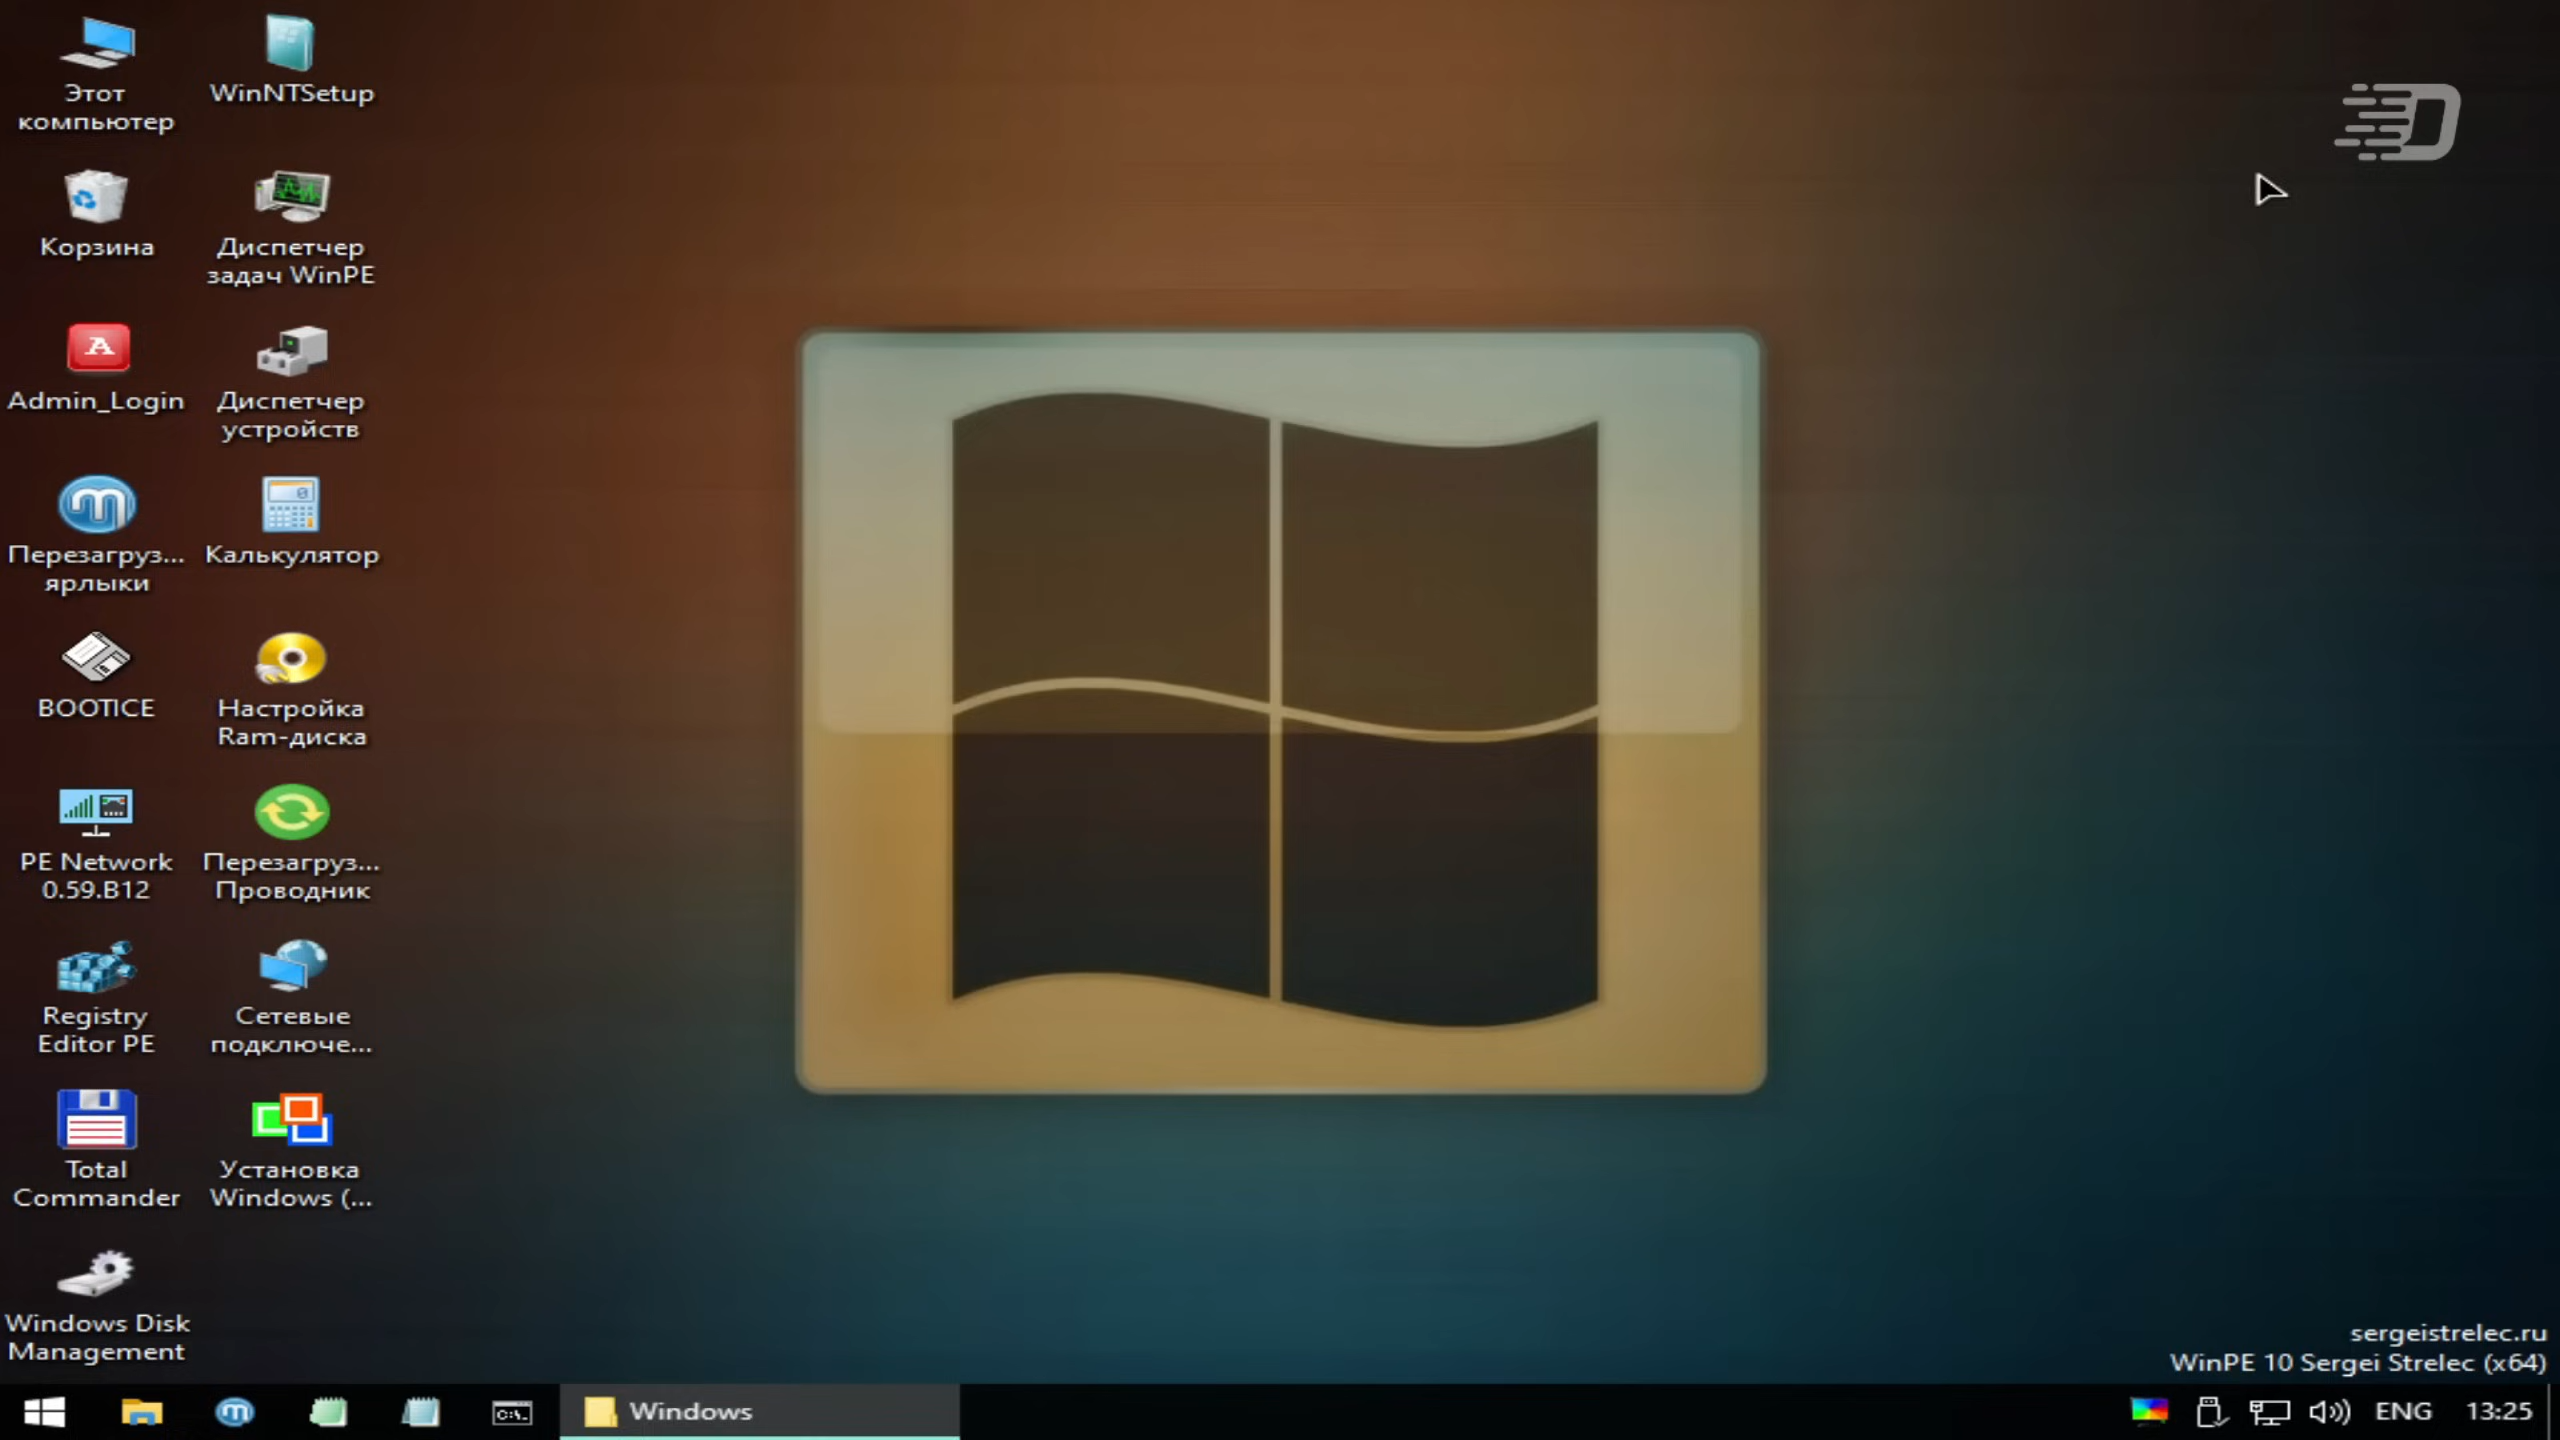 Этот
компьютер
WinNTSetup
Корзина
Диспетчер
задач WinPE
A
Admin_Login
Диспетчер
устройств
Перезагруз...
ярлыки
Калькулятор
BOOTICE
Настройка
Ram-диска
PE Network
0.59.B12
Перезагруз...
Проводник
Registry
Editor PE
Сетевые
подключе...
Total
Commander
Установка
Windows (...
Windows Disk
Management
D
sergeistrelec.ru
WinPE 10 Sergei Strelec (x64)
C:\.
Windows
ENG
13:25